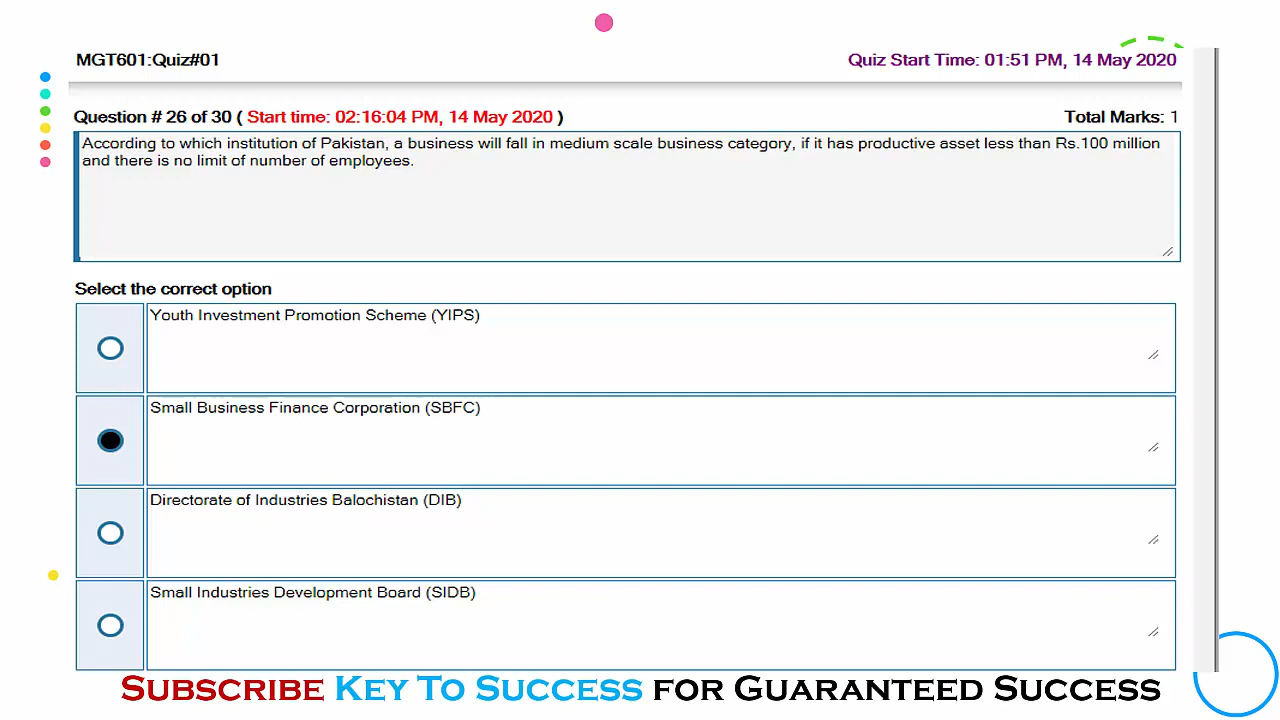 MGT601:Quiz#01
Quiz Start Time: 01:51 PM, 14 May 2020
Question # 26 of 30 ( Start time: 02:16:04 PM, 14 May 2020 )
Total Marks: 1
According to which institution of Pakistan, a business will fall in medium scale business category, if it has productive asset less than Rs.100 million
and there is no limit of number of employees.
Select the correct option
Youth Investment Promotion Scheme (YIPS)
Small Business Finance Corporation (SBFC)
Directorate of Industries Balochistan (DIB)
Small Industries Development Board (SIDB)
SUBSCRIBE KEY TO SUCCESS FOR GUARANTEED SUCCESS